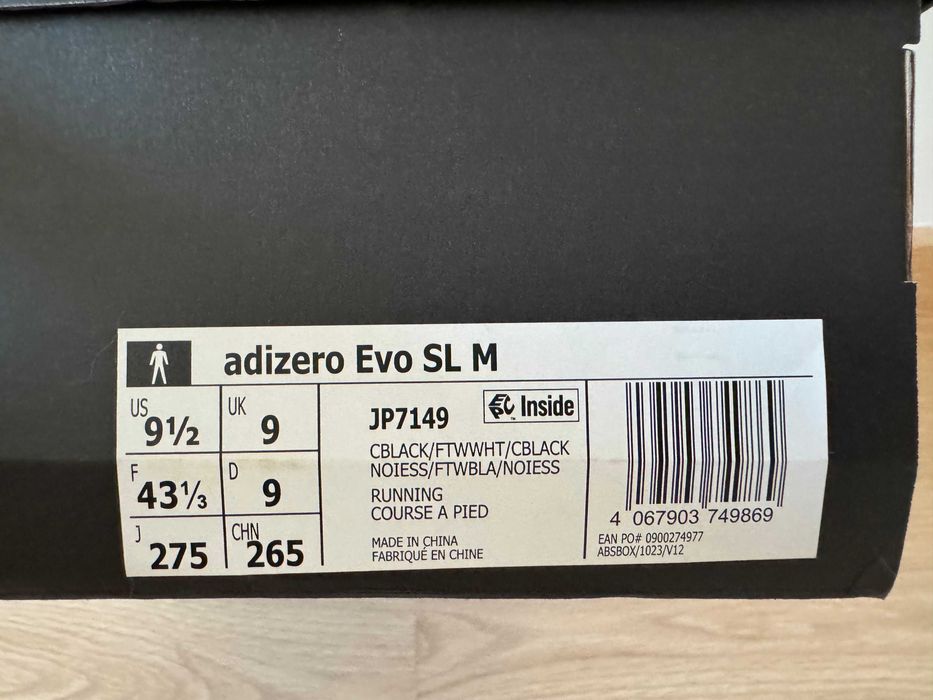 adizero Evo SL M
US 9½
UK 9
F 43⅓
D 9
J 275
CHN 265
JP7149
Inside
CBLACK/FTWWHT/CBLACK
NOIESS/FTWBLA/NOIESS
RUNNING
COURSE A PIED
MADE IN CHINA
FABRIQUÉ EN CHINE
4 067903 749869
EAN PO# 0900274977
ABSBOX/1023/V12